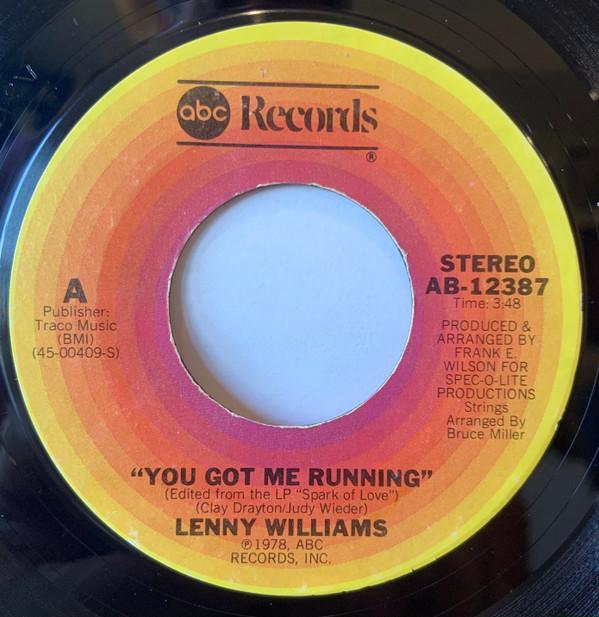 abc Records
®
A
Publisher:
Traco Music
(BMI)
(45-00409-S)
STEREO
AB-12387
Time: 3:48
PRODUCED &
ARRANGED BY
FRANK E.
WILSON FOR
SPEC-O-LITE
PRODUCTIONS
Strings
Arranged By
Bruce Miller
“YOU GOT ME RUNNING”
(Edited from the LP “Spark of Love”)
(Clay Drayton/Judy Wieder)
LENNY WILLIAMS
℗1978, ABC
RECORDS, INC.